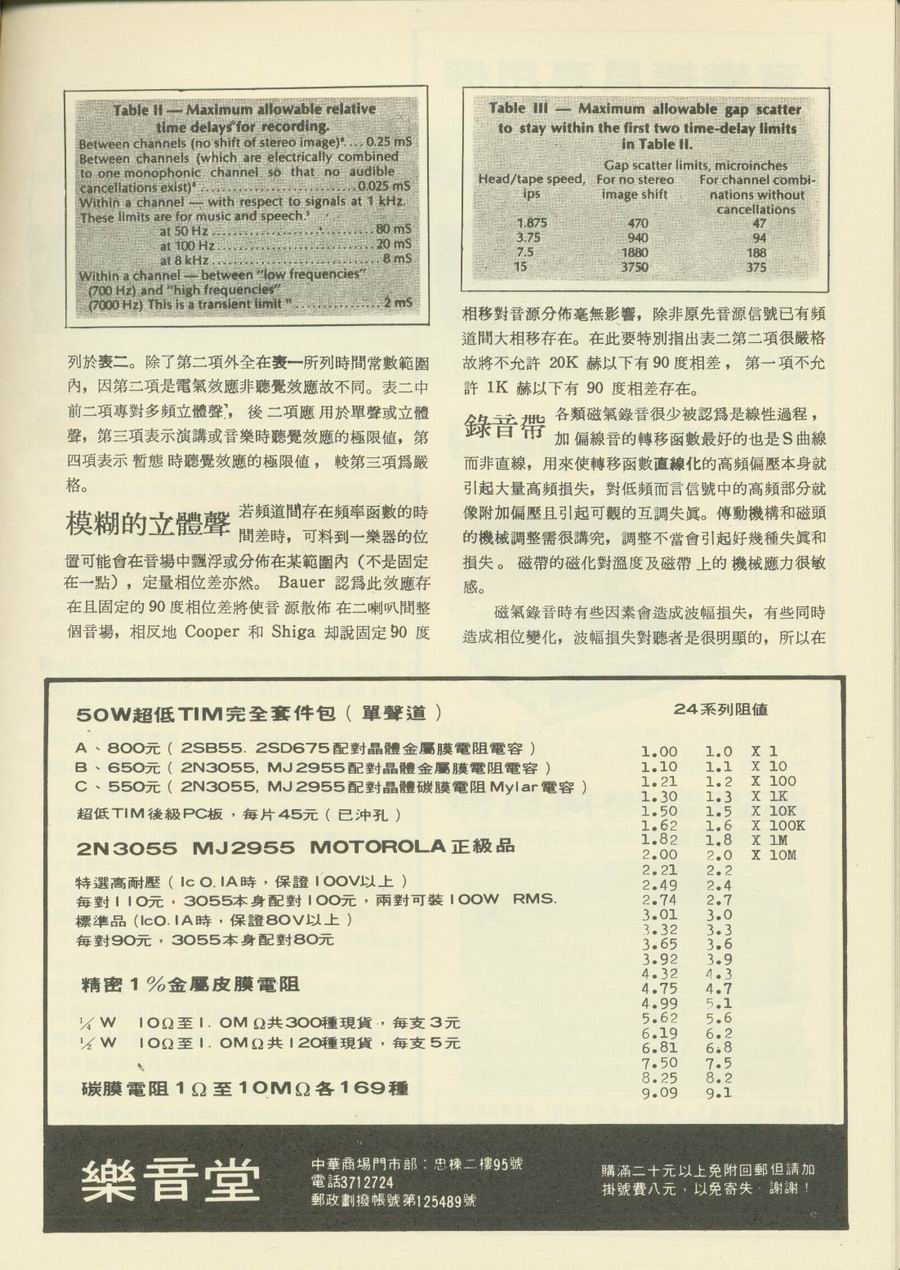 Table II — Maximum allowable relative
time delays for recording.
Between channels (no shift of stereo image)⁸.... 0.25 mS
Between channels (which are electrically combined
to one monophonic channel so that no audible
cancellations exist)⁸ ............................0.025 mS
Within a channel — with respect to signals at 1 kHz.
These limits are for music and speech.⁹
at 50 Hz ............................80 mS
at 100 Hz ...........................20 mS
at 8 kHz ............................. 8 mS
Within a channel — between "low frequencies"
(700 Hz) and "high frequencies"
(7000 Hz) This is a transient limit ¹¹ ...............2 mS
列於表二。除了第二項外全在表一所列時間常數範圍
內，因第二項是電氣效應非聽覺效應故不同。表二中
前二項專對多頻立體聲，後二項應用於單聲或立體
聲，第三項表示演講或音樂時聽覺效應的極限值，第
四項表示暫態時聽覺效應的極限值，較第三項爲嚴
格。
模糊的立體聲 若頻道間存在頻率函數的時
間差時，可料到一樂器的位
置可能會在音場中飄浮或分佈在某範圍內（不是固定
在一點），定量相位差亦然。 Bauer 認爲此效應存
在且固定的 90 度相位差將使音源散佈在二喇叭間整
個音場，相反地 Cooper 和 Shiga 却說固定 90 度
Table III — Maximum allowable gap scatter
to stay within the first two time-delay limits
in Table II.
Gap scatter limits, microinches
Head/tape speed, For no stereo For channel combi-
ips image shift nations without
cancellations
1.875 470 47
3.75 940 94
7.5 1880 188
15 3750 375
相移對音源分佈毫無影響，除非原先音源信號已有頻
道間大相移存在。在此要特別指出表二第二項很嚴格
故將不允許 20K 赫以下有 90 度相差，第一項不允
許 1K 赫以下有 90 度相差存在。
錄音帶 各類磁氣錄音很少被認爲是線性過程，
加偏線音的轉移函數最好的也是 S 曲線
而非直線，用來使轉移函數直線化的高頻偏壓本身就
引起大量高頻損失，對低頻而言信號中的高頻部分就
像附加偏壓且引起可觀的互調失眞。傳動機構和磁頭
的機械調整需很講究，調整不當會引起好幾種失眞和
損失。磁帶的磁化對溫度及磁帶上的機械應力很敏
感。
磁氣錄音時有些因素會造成波幅損失，有些同時
造成相位變化，波幅損失對聽者是很明顯的，所以在
50W超低TIM完全套件包（單聲道）
A、800元（2SB55. 2SD675配對晶體金屬膜電阻電容）
B、650元（2N3055, MJ2955配對晶體金屬膜電阻電容）
C、550元（2N3055, MJ2955配對晶體碳膜電阻Mylar電容）
超低TIM後級PC板，每片45元（已沖孔）
2N3055 MJ2955 MOTOROLA正級品
特選高耐壓（Ic O.1A時，保證100V以上）
每對110元，3055本身配對100元，兩對可裝100W RMS.
標準品（IcO.1A時，保證80V以上）
每對90元，3055本身配對80元
精密1%金屬皮膜電阻
¼ W 10Ω至1.0MΩ共300種現貨，每支3元
½ W 10Ω至1.0MΩ共120種現貨，每支5元
碳膜電阻1Ω至10MΩ各169種
24系列阻値
1.00 1.0 X 1
1.10 1.1 X 10
1.21 1.2 X 100
1.30 1.3 X 1K
1.50 1.5 X 10K
1.62 1.6 X 100K
1.82 1.8 X 1M
2.00 2.0 X 10M
2.21 2.2
2.49 2.4
2.74 2.7
3.01 3.0
3.32 3.3
3.65 3.6
3.92 3.9
4.32 4.3
4.75 4.7
4.99 5.1
5.62 5.6
6.19 6.2
6.81 6.8
7.50 7.5
8.25 8.2
9.09 9.1
樂音堂
中華商場門市部：忠棟二樓95號
電話3712724
郵政劃撥帳號第125489號
購滿二十元以上免附回郵但請加
掛號費八元，以免寄失，謝謝！